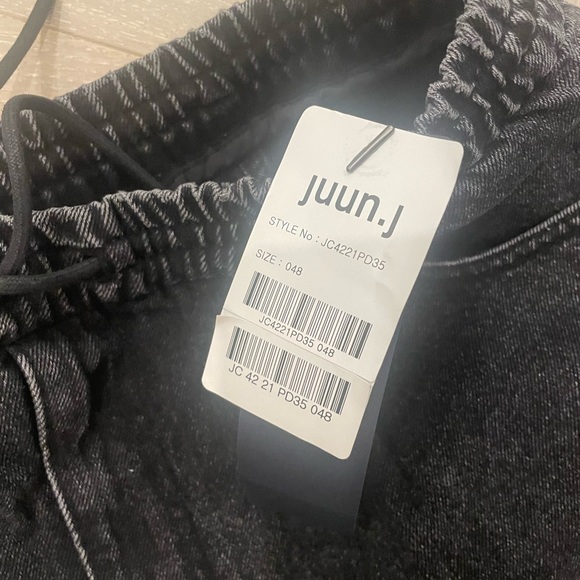 juun.j
STYLE No : JC4221PD35
SIZE : 048
JC4221PD35 048
JC 42 21 PD35 048